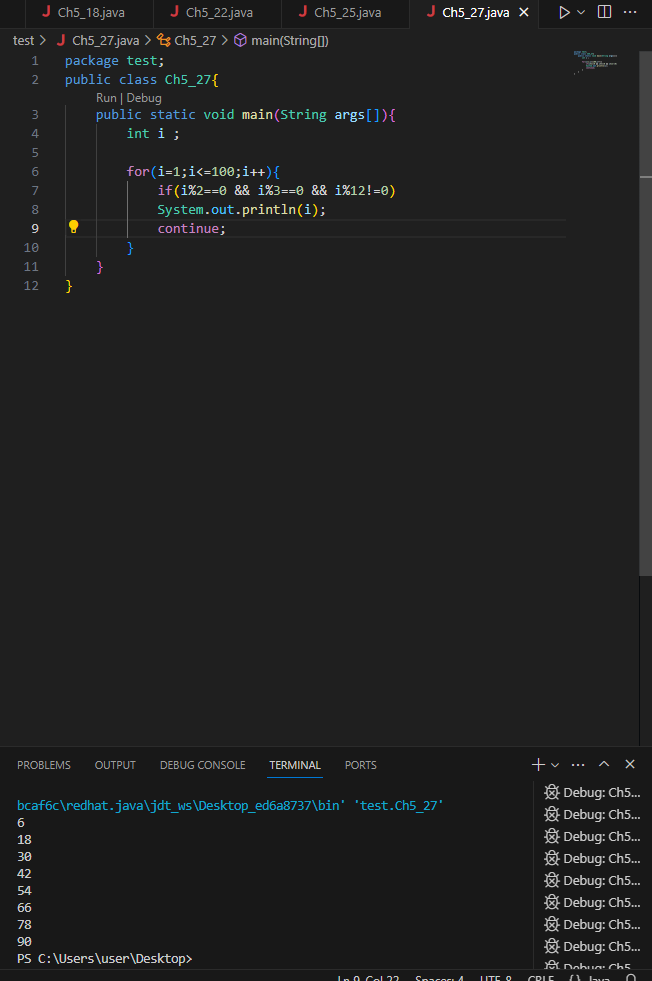 Ch5_18.java Ch5_22.java Ch5_25.java Ch5_27.java
test > Ch5_27.java > Ch5_27 > main(String[])
1 package test;
2 public class Ch5_27{
Run | Debug
3 public static void main(String args[]){
4 int i ;
5
6 for(i=1;i<=100;i++){
7 if(i%2==0 && i%3==0 && i%12!=0)
8 System.out.println(i);
9 continue;
10 }
11 }
12 }
PROBLEMS OUTPUT DEBUG CONSOLE TERMINAL PORTS
bcaf6c\redhat.java\jdt_ws\Desktop_ed6a8737\bin' 'test.Ch5_27'
6
18
30
42
54
66
78
90
PS C:\Users\user\Desktop>
Debug: Ch5...
Debug: Ch5...
Debug: Ch5...
Debug: Ch5...
Debug: Ch5...
Debug: Ch5...
Debug: Ch5...
Debug: Ch5...
Debug: Ch5...
Ln 9, Col 22 Spaces: 4 UTF-8 CRLF {} Java